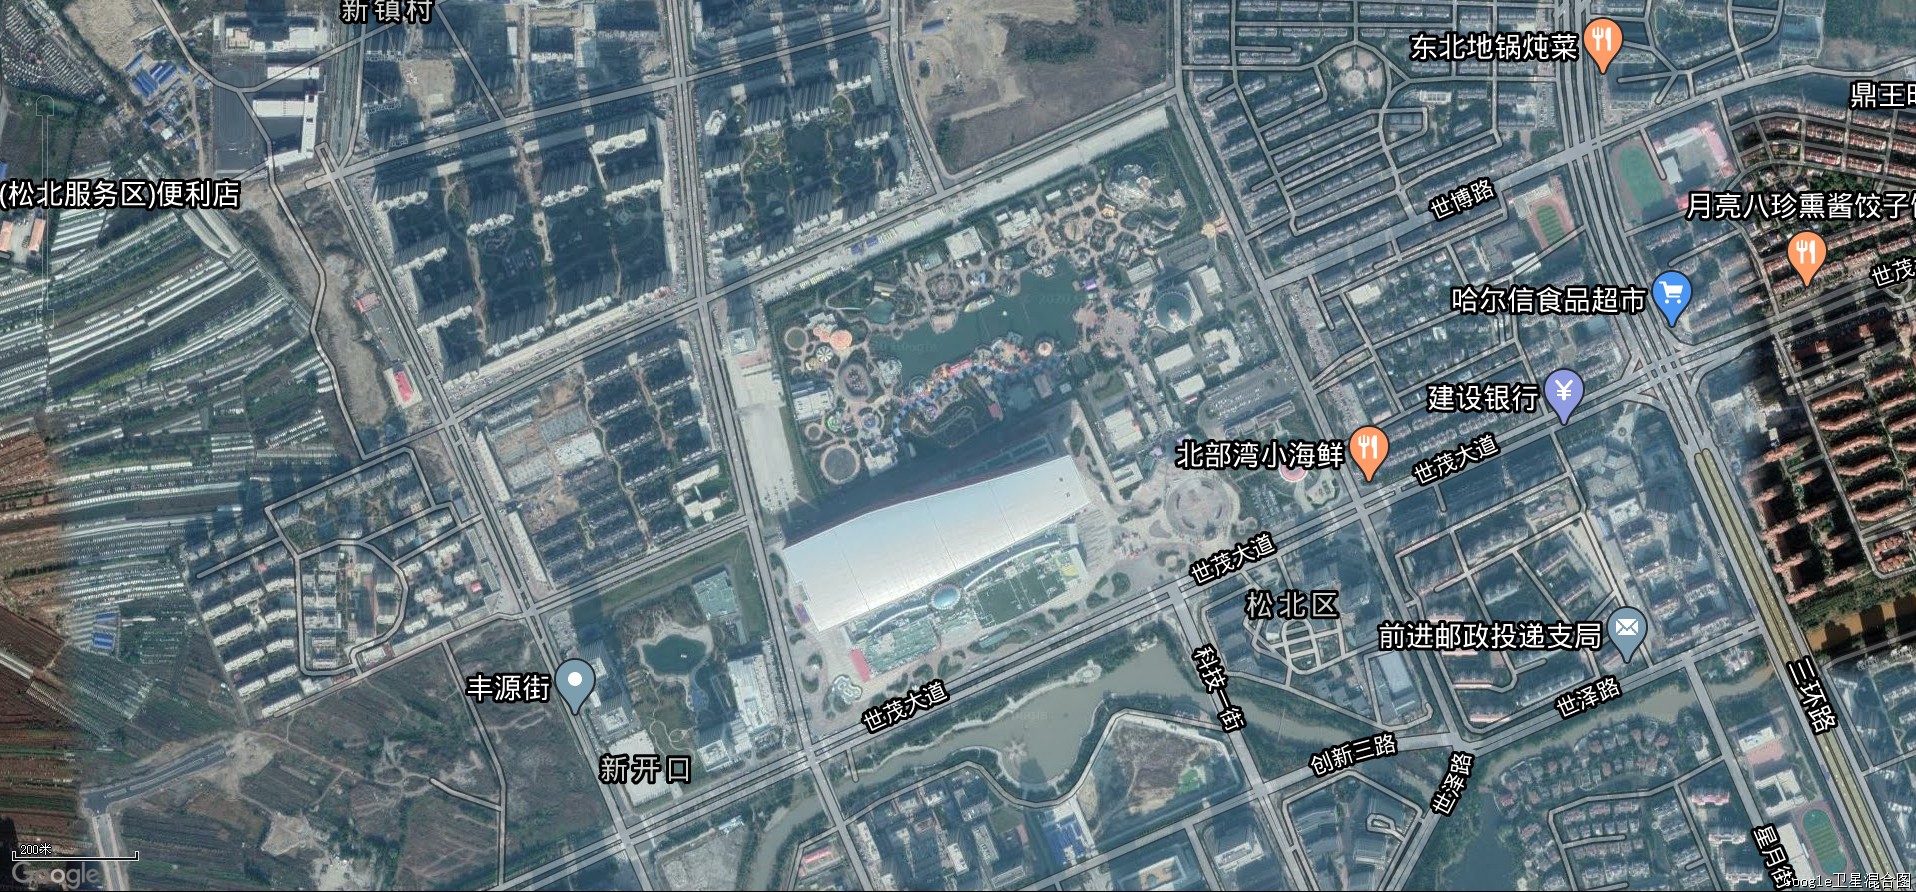 新镇村
东北地锅炖菜
鼎王
(松北服务区)便利店
世博路
月亮八珍熏酱饺子
世茂
哈尔信食品超市
建设银行
北部湾小海鲜
世茂大道
世茂大道
松北区
前进邮政投递支局
科技一街
丰源街
世茂大道
世泽路
三环路
新开口
创新三路
世泽路
星月街
200米
Google
Google卫星混合图